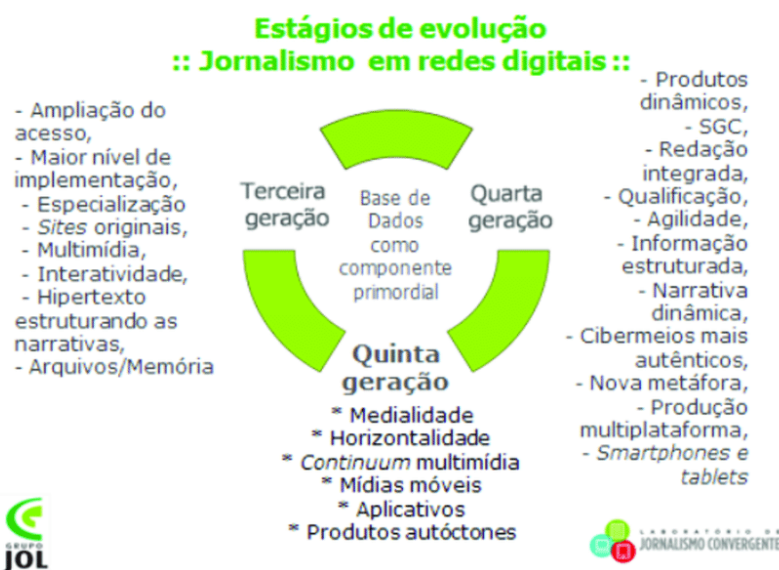 Estágios de evolução
:: Jornalismo em redes digitais ::
- Ampliação do
acesso,
- Maior nível de
implementação,
- Especialização
- Sites originais,
- Multimídia,
- Interatividade,
- Hipertexto
estruturando as
narrativas,
- Arquivos/Memória
Terceira
geração
Base de
Dados
como
componente
primordial
Quarta
geração
- Produtos
dinâmicos,
- SGC,
- Redação
integrada,
- Qualificação,
- Agilidade,
- Informação
estruturada,
- Narrativa
dinâmica,
- Cibermeios mais
autênticos,
- Nova metáfora,
- Produção
multiplataforma,
- Smartphones e
tablets
Quinta
geração
* Medialidade
* Horizontalidade
* Continuum multimídia
* Mídias móveis
* Aplicativos
* Produtos autóctones
GRUPO
JOL
LABORATÓRIO DE
JORNALISMO CONVERGENTE